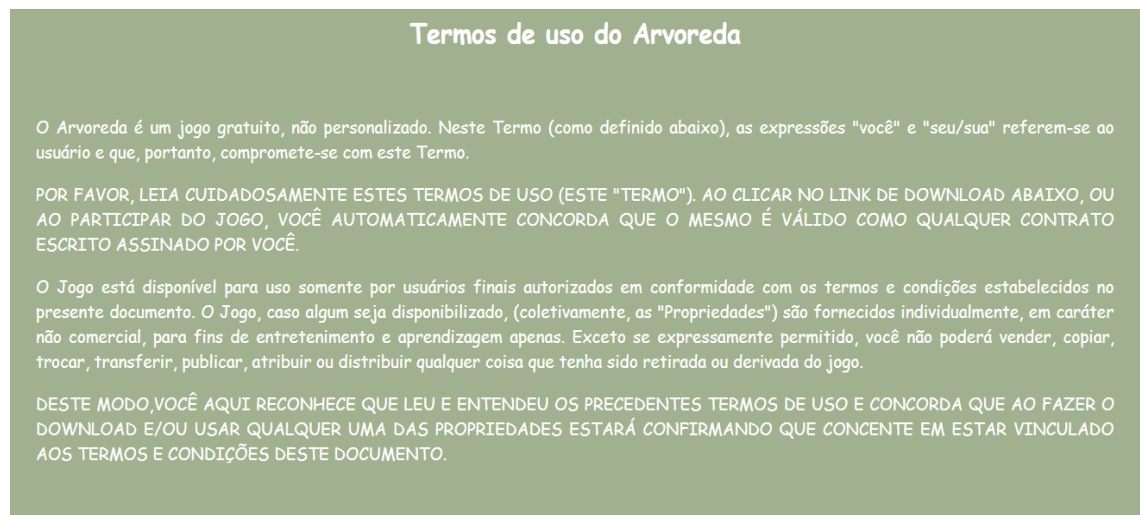 Termos de uso do Arvoreda
O Arvoreda é um jogo gratuito, não personalizado. Neste Termo (como definido abaixo), as expressões "você" e "seu/sua" referem-se ao
usuário e que, portanto, compromete-se com este Termo.
POR FAVOR, LEIA CUIDADOSAMENTE ESTES TERMOS DE USO (ESTE "TERMO"). AO CLICAR NO LINK DE DOWNLOAD ABAIXO, OU
AO PARTICIPAR DO JOGO, VOCÊ AUTOMATICAMENTE CONCORDA QUE O MESMO É VÁLIDO COMO QUALQUER CONTRATO
ESCRITO ASSINADO POR VOCÊ.
O Jogo está disponível para uso somente por usuários finais autorizados em conformidade com os termos e condições estabelecidos no
presente documento. O Jogo, caso algum seja disponibilizado, (coletivamente, as "Propriedades") são fornecidos individualmente, em caráter
não comercial, para fins de entretenimento e aprendizagem apenas. Exceto se expressamente permitido, você não poderá vender, copiar,
trocar, transferir, publicar, atribuir ou distribuir qualquer coisa que tenha sido retirada ou derivada do jogo.
DESTE MODO,VOCÊ AQUI RECONHECE QUE LEU E ENTENDEU OS PRECEDENTES TERMOS DE USO E CONCORDA QUE AO FAZER O
DOWNLOAD E/OU USAR QUALQUER UMA DAS PROPRIEDADES ESTARÁ CONFIRMANDO QUE CONCENTE EM ESTAR VINCULADO
AOS TERMOS E CONDIÇÕES DESTE DOCUMENTO.